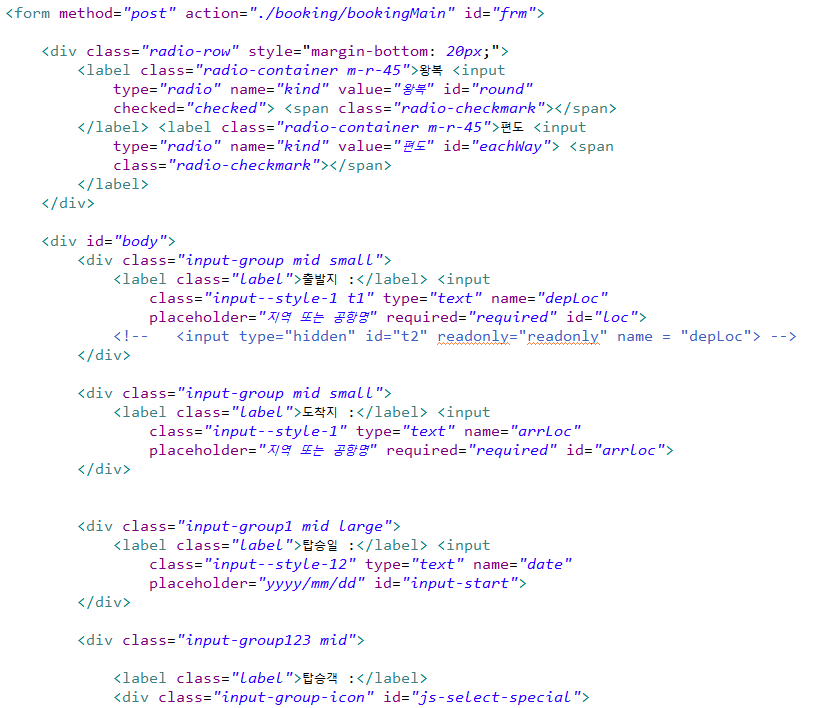 <form method="post" action="./booking/bookingMain" id="frm">
<div class="radio-row" style="margin-bottom: 20px;">
<label class="radio-container m-r-45">왕복 <input
type="radio" name="kind" value="왕복" id="round"
checked="checked"> <span class="radio-checkmark"></span>
</label> <label class="radio-container m-r-45">편도 <input
type="radio" name="kind" value="편도" id="eachWay"> <span
class="radio-checkmark"></span>
</label>
</div>
<div id="body">
<div class="input-group mid small">
<label class="label">출발지 :</label> <input
class="input--style-1 t1" type="text" name="depLoc"
placeholder="지역 또는 공항명" required="required" id="loc">
<!--   <input type="hidden" id="t2" readonly="readonly" name = "depLoc"> -->
</div>
<div class="input-group mid small">
<label class="label">도착지 :</label> <input
class="input--style-1" type="text" name="arrLoc"
placeholder="지역 또는 공항명" required="required" id="arrloc">
</div>
<div class="input-group1 mid large">
<label class="label">탑승일 :</label> <input
class="input--style-12" type="text" name="date"
placeholder="yyyy/mm/dd" id="input-start">
</div>
<div class="input-group123 mid">
<label class="label">탑승객 :</label>
<div class="input-group-icon" id="js-select-special">